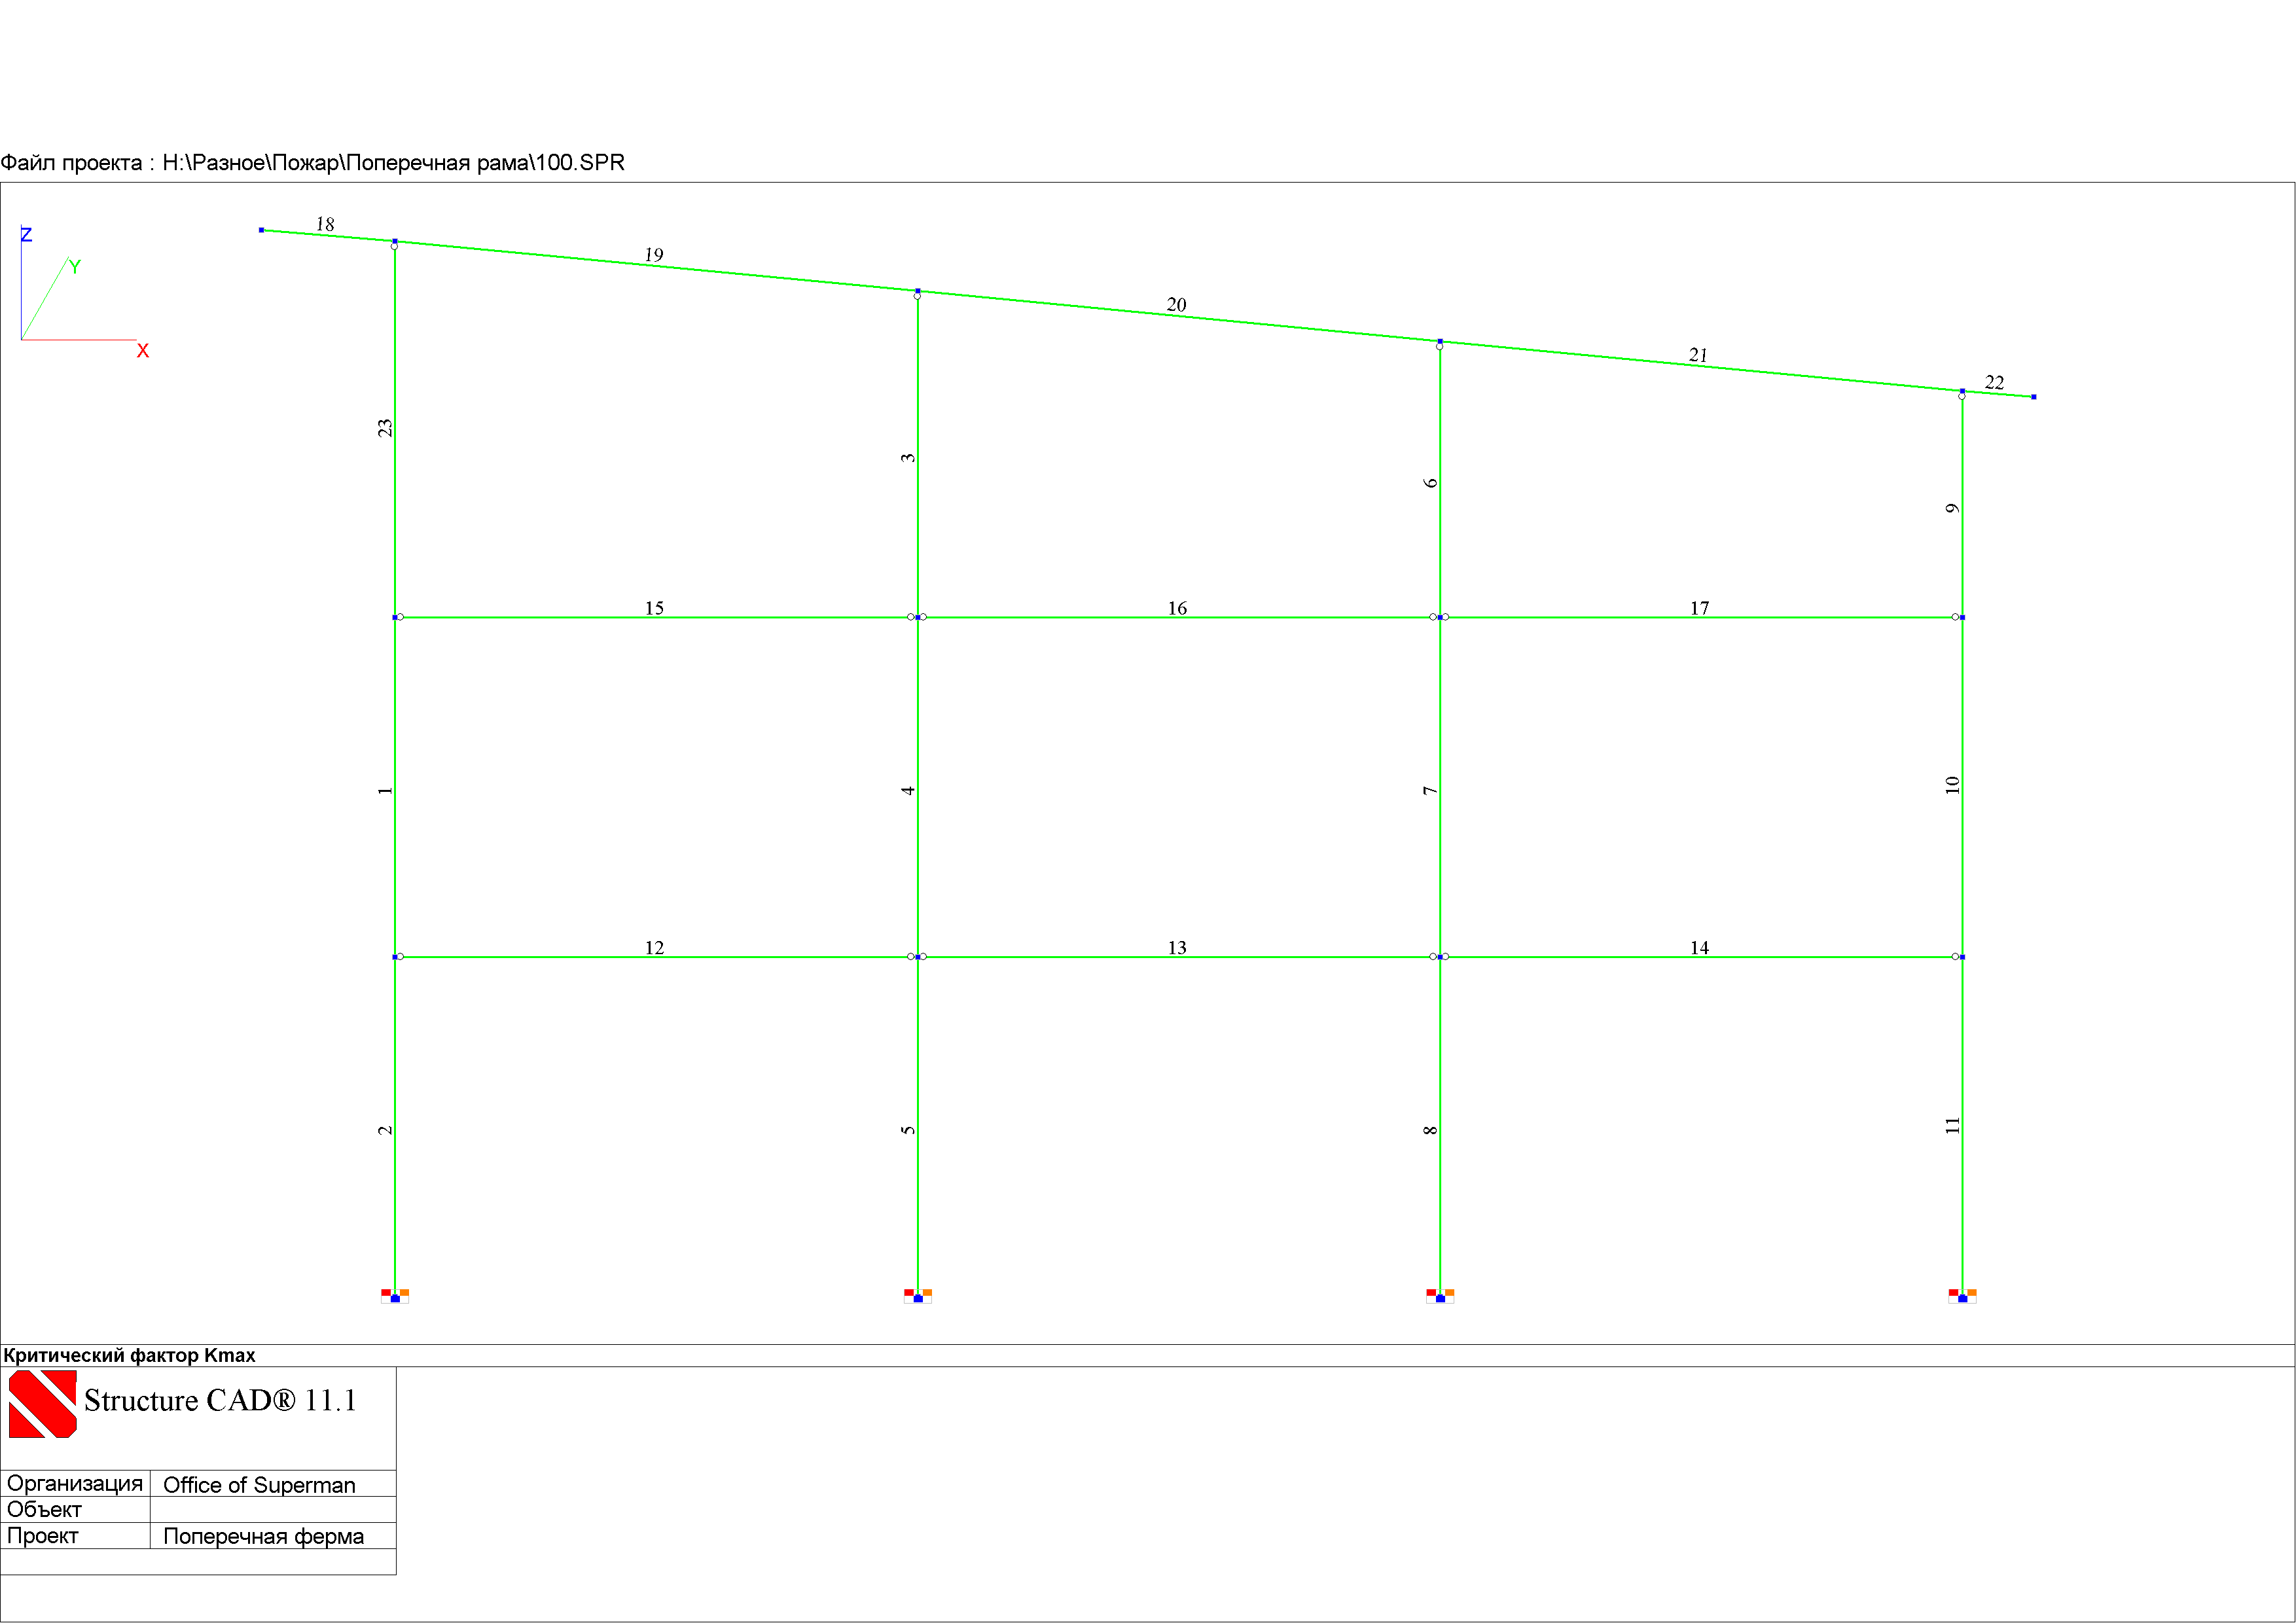 Файл проекта : H:\Разное\Пожар\Поперечная рама\100.SPR
Z
Y
X
18
19
20
21
22
23
3
6
9
15
16
17
1
4
7
10
12
13
14
2
5
8
11
Критический фактор Kmax
Structure CAD® 11.1
Организация Office of Superman
Объект
Проект Поперечная ферма